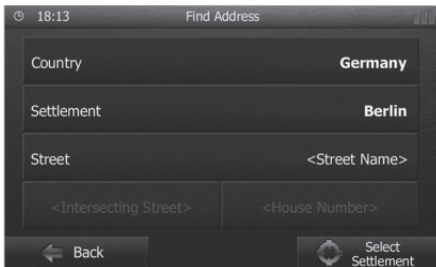 18:13 Find Address
Country Germany
Settlement Berlin
Street <Street Name>
<Intersecting Street> <House Number>
Back Select
Settlement